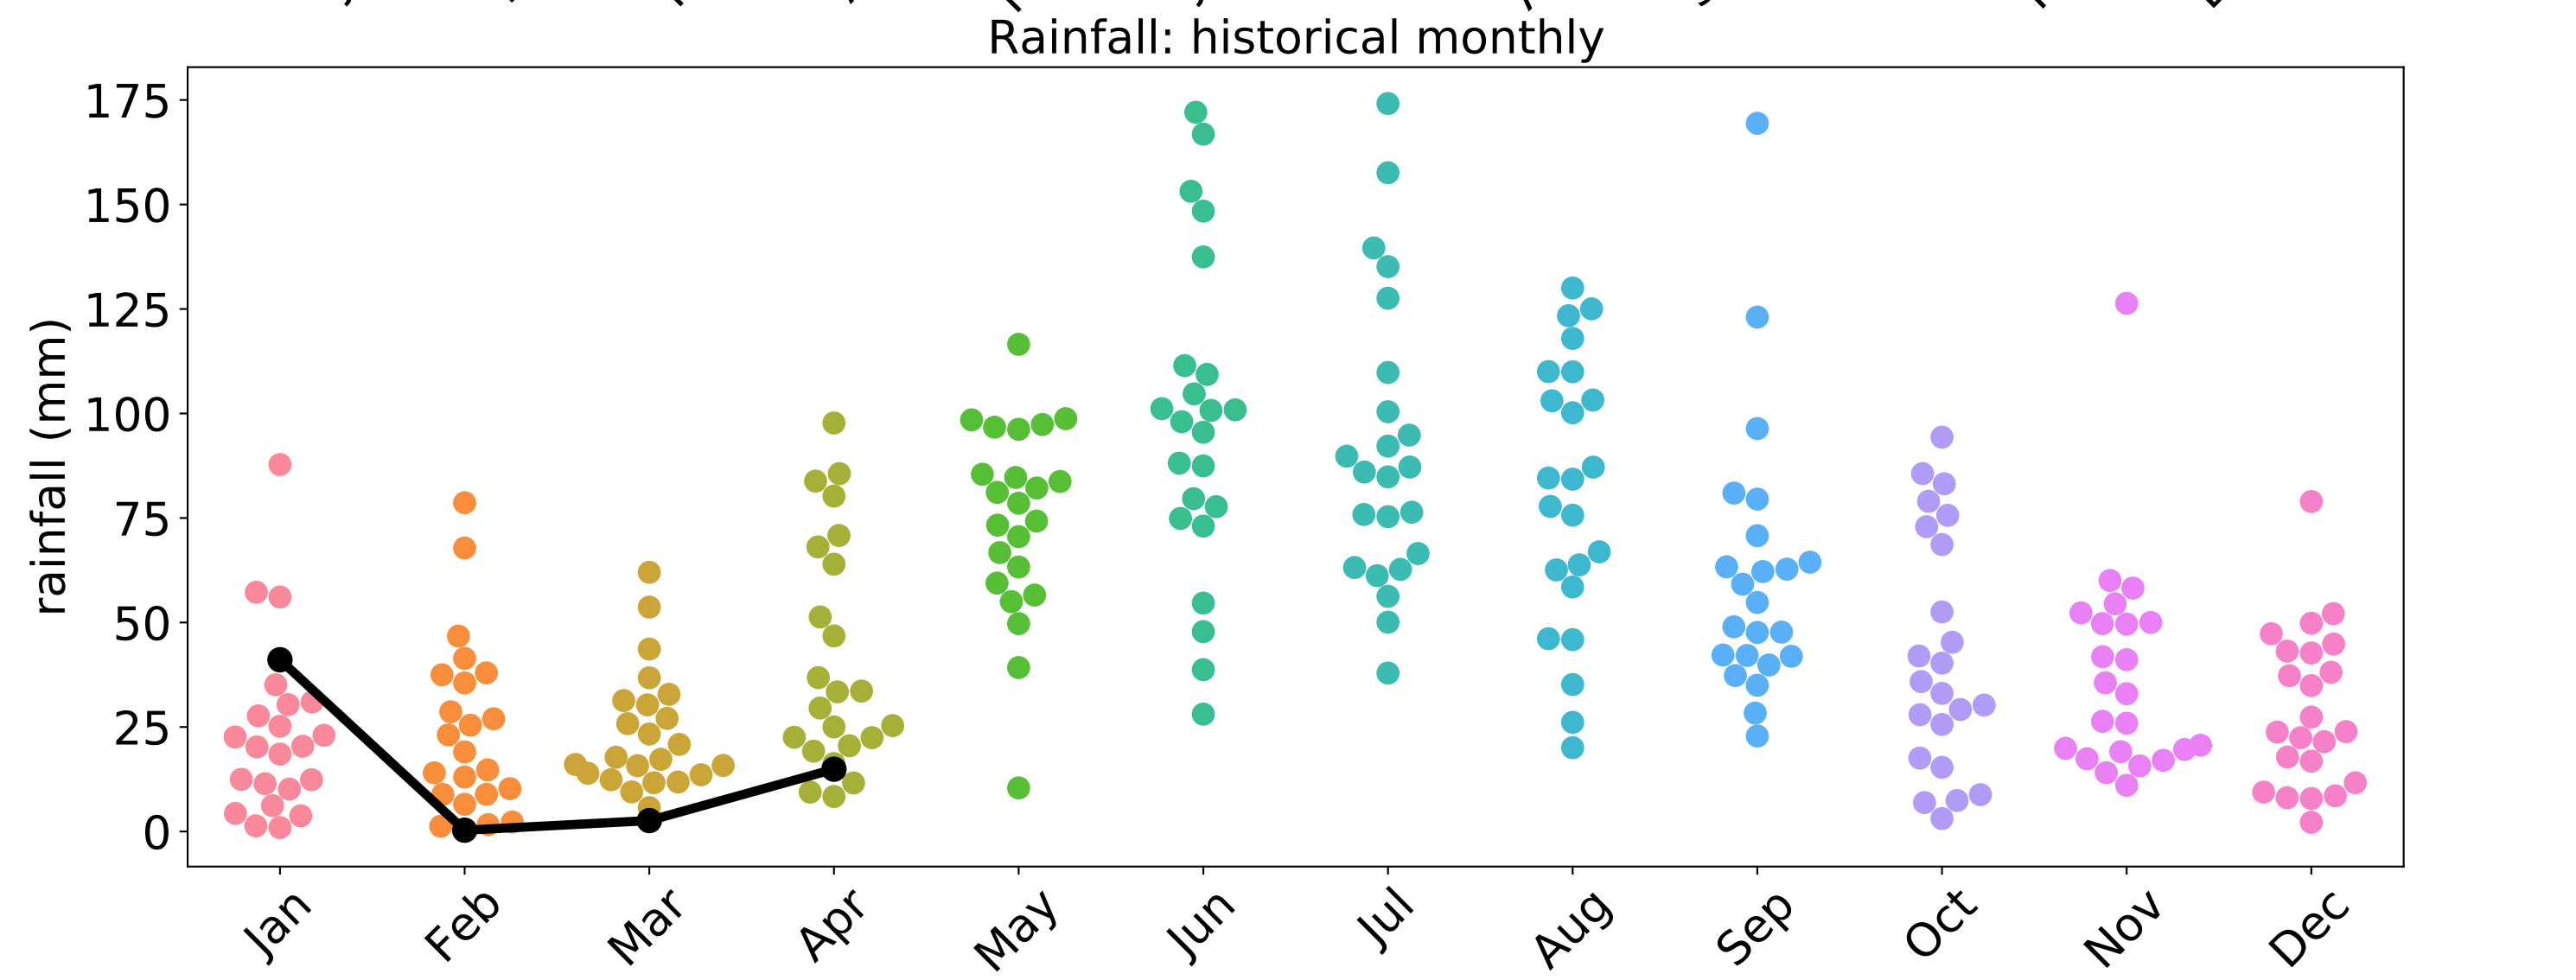 Rainfall: historical monthly
175
150
125
100
75
50
25
0
rainfall (mm)
Jan
Feb
Mar
Apr
May
Jun
Jul
Aug
Sep
Oct
Nov
Dec